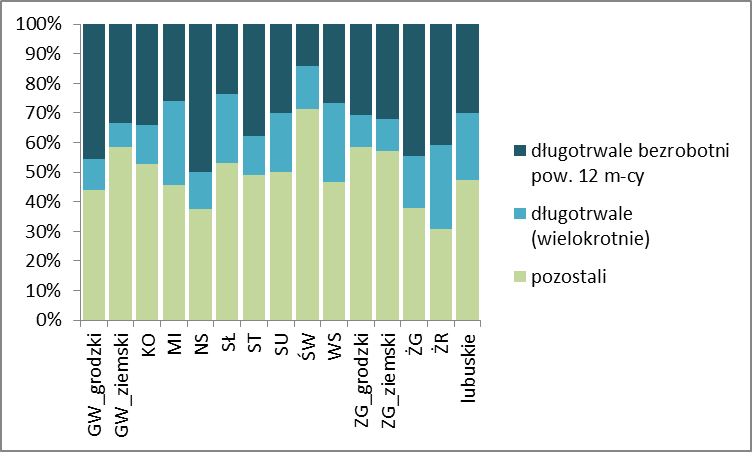 100%
90%
80%
70%
60%
50%
40%
30%
20%
10%
0%
GW_grodzki
GW_ziemski
KO
MI
NS
SŁ
ST
SU
ŚW
WS
ZG_grodzki
ZG_ziemski
ŻG
ŻR
lubuskie
długotrwale bezrobotni
pow. 12 m-cy
długotrwale
(wielokrotnie)
pozostali